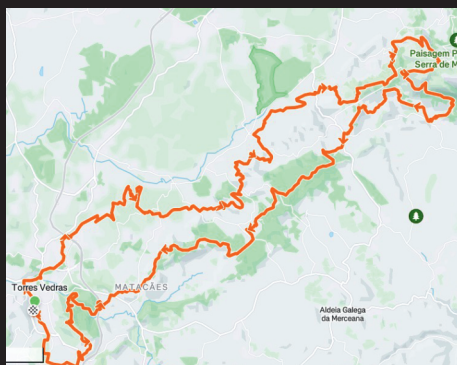 Paisagem P
Serra de M
Torres Vedras
MATACÃES
Aldeia Galega
da Merceana